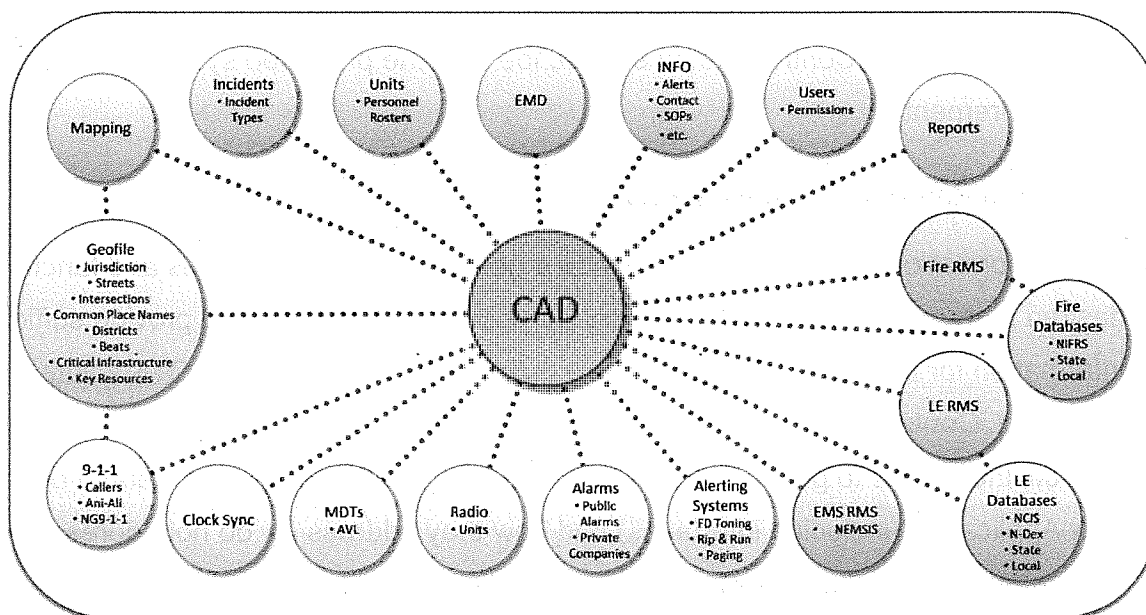 Mapping
Incidents
• Incident
Types
Units
• Personnel
Rosters
EMD
INFO
• Alerts
• Contact
• SOPs
• etc.
Users
• Permissions
Reports
Geofile
• Jurisdiction
• Streets
• Intersections
• Common Place Names
• Districts
• Beats
• Critical Infrastructure
• Key Resources
CAD
Fire RMS
Fire
Databases
• NIFRS
• State
• Local
LE RMS
9-1-1
• Callers
• Ani-Ali
• NG9-1-1
Clock Sync
MDTs
• AVL
Radio
• Units
Alarms
• Public
Alarms
• Private
Companies
Alerting
Systems
• FD Toning
• Rip & Run
• Paging
EMS RMS
• NEMSIS
LE
Databases
• NCIS
• N-Dex
• State
• Local